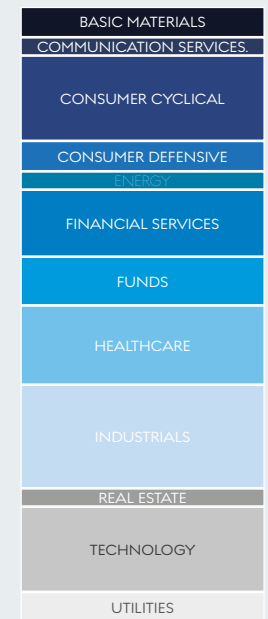 BASIC MATERIALS
COMMUNICATION SERVICES.
CONSUMER CYCLICAL
CONSUMER DEFENSIVE
ENERGY
FINANCIAL SERVICES
FUNDS
HEALTHCARE
INDUSTRIALS
REAL ESTATE
TECHNOLOGY
UTILITIES